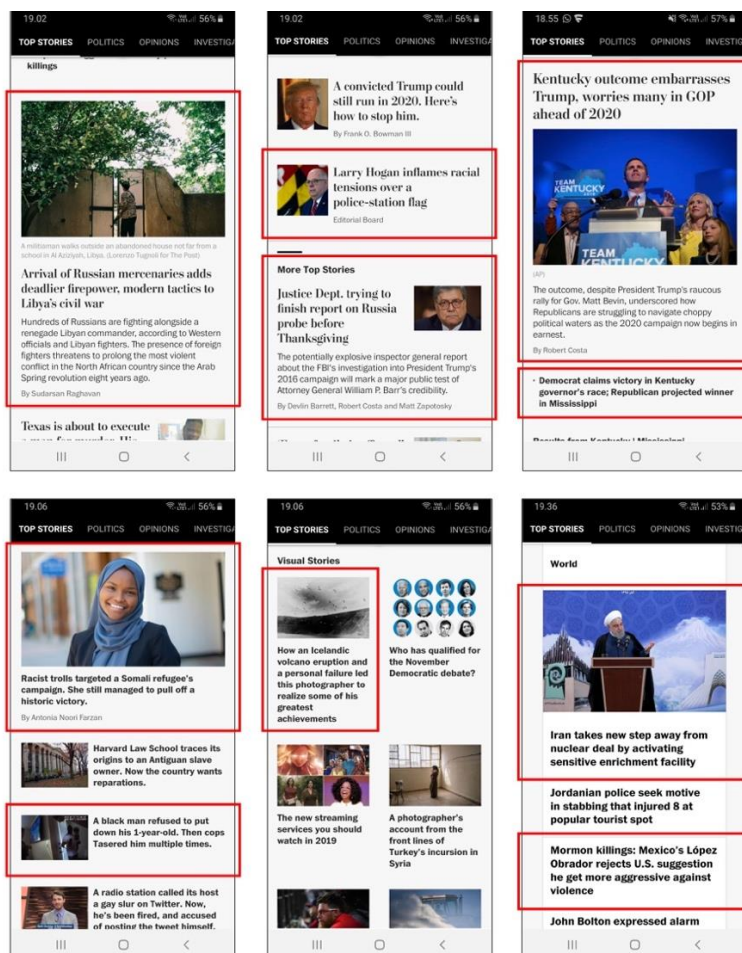 19.02
56%
TOP STORIES POLITICS OPINIONS INVESTIGA
killings
A militiaman walks outside an abandoned house not far from a
school in Al Aziziyah, Libya. (Lorenzo Tugnoli for The Post)
Arrival of Russian mercenaries adds
deadlier firepower, modern tactics to
Libya's civil war
Hundreds of Russians are fighting alongside a
renegade Libyan commander, according to Western
officials and Libyan fighters. The presence of foreign
fighters threatens to prolong the most violent
conflict in the North African country since the Arab
Spring revolution eight years ago.
By Sudarsan Raghavan
Texas is about to execute
19.02
56%
TOP STORIES POLITICS OPINIONS INVESTIGA
A convicted Trump could
still run in 2020. Here's
how to stop him.
By Frank O. Bowman III
Larry Hogan inflames racial
tensions over a
police-station flag
Editorial Board
More Top Stories
Justice Dept. trying to
finish report on Russia
probe before
Thanksgiving
The potentially explosive inspector general report
about the FBI's investigation into President Trump's
2016 campaign will mark a major public test of
Attorney General William P. Barr's credibility.
By Devlin Barrett, Robert Costa and Matt Zapotosky
18.55
57%
TOP STORIES POLITICS OPINIONS INVESTIG
Kentucky outcome embarrasses
Trump, worries many in GOP
ahead of 2020
TEAM
KENTUCKY
TEAM
KENTUCKY
(AP)
The outcome, despite President Trump's raucous
rally for Gov. Matt Bevin, underscored how
Republicans are struggling to navigate choppy
political waters as the 2020 campaign now begins in
earnest.
By Robert Costa
· Democrat claims victory in Kentucky
governor's race; Republican projected winner
in Mississippi
Results from Kentucky | Mississippi
19.06
56%
TOP STORIES POLITICS OPINIONS INVESTIGA
Racist trolls targeted a Somali refugee's
campaign. She still managed to pull off a
historic victory.
By Antonia Noori Farzan
Harvard Law School traces its
origins to an Antiguan slave
owner. Now the country wants
reparations.
A black man refused to put
down his 1-year-old. Then cops
Tasered him multiple times.
A radio station called its host
a gay slur on Twitter. Now,
he's been fired, and accused
of posting the tweet himself.
19.06
56%
TOP STORIES POLITICS OPINIONS INVESTIGA
Visual Stories
How an Icelandic
volcano eruption and
a personal failure led
this photographer to
realize some of his
greatest
achievements
Who has qualified for
the November
Democratic debate?
The new streaming
services you should
watch in 2019
A photographer's
account from the
front lines of
Turkey's incursion in
Syria
19.36
53%
TOP STORIES POLITICS OPINIONS INVESTIG
World
Iran takes new step away from
nuclear deal by activating
sensitive enrichment facility
Jordanian police seek motive
in stabbing that injured 8 at
popular tourist spot
Mormon killings: Mexico's López
Obrador rejects U.S. suggestion
he get more aggressive against
violence
John Bolton expressed alarm